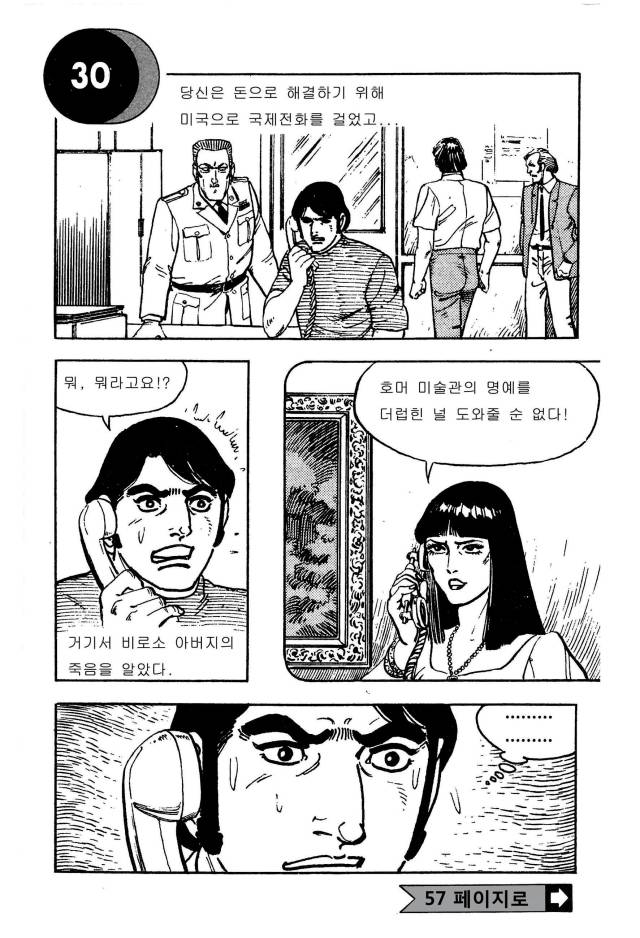 30
당신은 돈으로 해결하기 위해
미국으로 국제전화를 걸었고...
뭐, 뭐라고요!?
거기서 비로소 아버지의
죽음을 알았다.
호머 미술관의 명예를
더럽힌 널 도와줄 순 없다!
.........
.........
57 페이지로